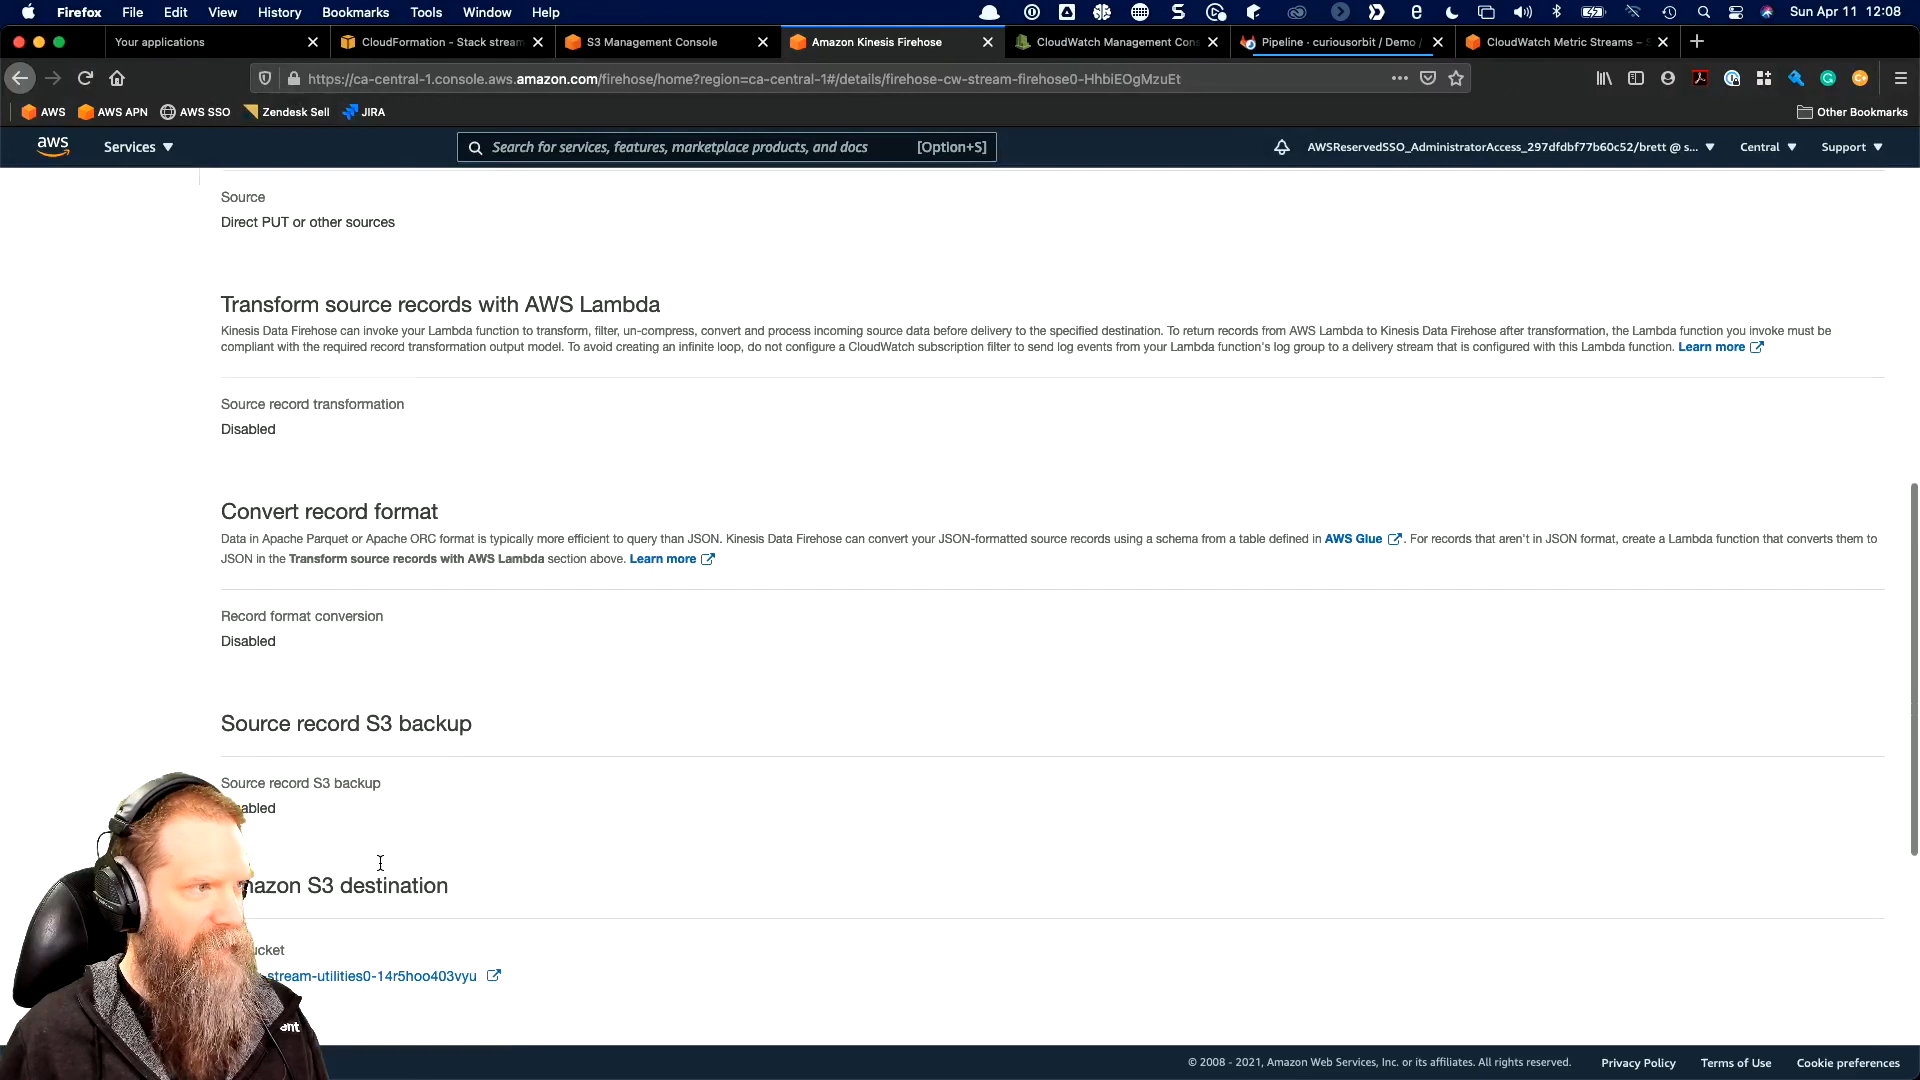 Firefox File Edit View History Bookmarks Tools Window Help Sun Apr 11 12:08
Your applications CloudFormation - Stack stream S3 Management Console Amazon Kinesis Firehose CloudWatch Management Con Pipeline · curiousorbit / Demo / CloudWatch Metric Streams –
https://ca-central-1.console.aws.amazon.com/firehose/home?region=ca-central-1#/details/firehose-cw-stream-firehose0-HhbiEOgMzuEt
AWS AWS APN AWS SSO Zendesk Sell JIRA Other Bookmarks
aws Services Search for services, features, marketplace products, and docs [Option+S] AWSReservedSSO_AdministratorAccess_297dfdbf77b60c52/brett @ s... Central Support
Source
Direct PUT or other sources
Transform source records with AWS Lambda
Kinesis Data Firehose can invoke your Lambda function to transform, filter, un-compress, convert and process incoming source data before delivery to the specified destination. To return records from AWS Lambda to Kinesis Data Firehose after transformation, the Lambda function you invoke must be
compliant with the required record transformation output model. To avoid creating an infinite loop, do not configure a CloudWatch subscription filter to send log events from your Lambda function's log group to a delivery stream that is configured with this Lambda function. Learn more
Source record transformation
Disabled
Convert record format
Data in Apache Parquet or Apache ORC format is typically more efficient to query than JSON. Kinesis Data Firehose can convert your JSON-formatted source records using a schema from a table defined in AWS Glue . For records that aren't in JSON format, create a Lambda function that converts them to
JSON in the Transform source records with AWS Lambda section above. Learn more
Record format conversion
Disabled
Source record S3 backup
Source record S3 backup
abled
mazon S3 destination
ucket
stream-utilities0-14r5hoo403vyu
© 2008 - 2021, Amazon Web Services, Inc. or its affiliates. All rights reserved. Privacy Policy Terms of Use Cookie preferences